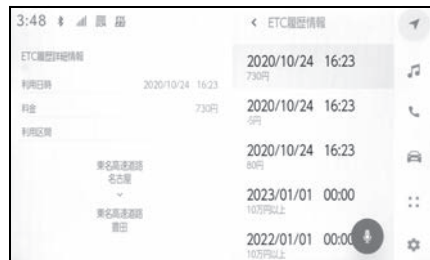 3:48
ETC履歴詳細情報
利用日時 2020/10/24 16:23
料金 730円
利用区間
東名高速道路
名古屋
東名高速道路
豊田
ETC履歴情報
2020/10/24 16:23
730円
2020/10/24 16:23
-5円
2020/10/24 16:23
80円
2023/01/01 00:00
10万円以上
2022/01/01 00:00
10万円以上